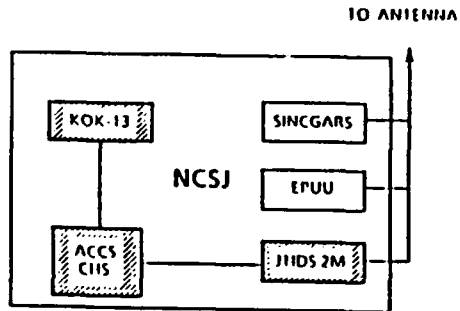 TO ANTENNA
KOK-13
SINCGARS
NCSJ
EPUU
ACCS
CHS
JTIDS 2M